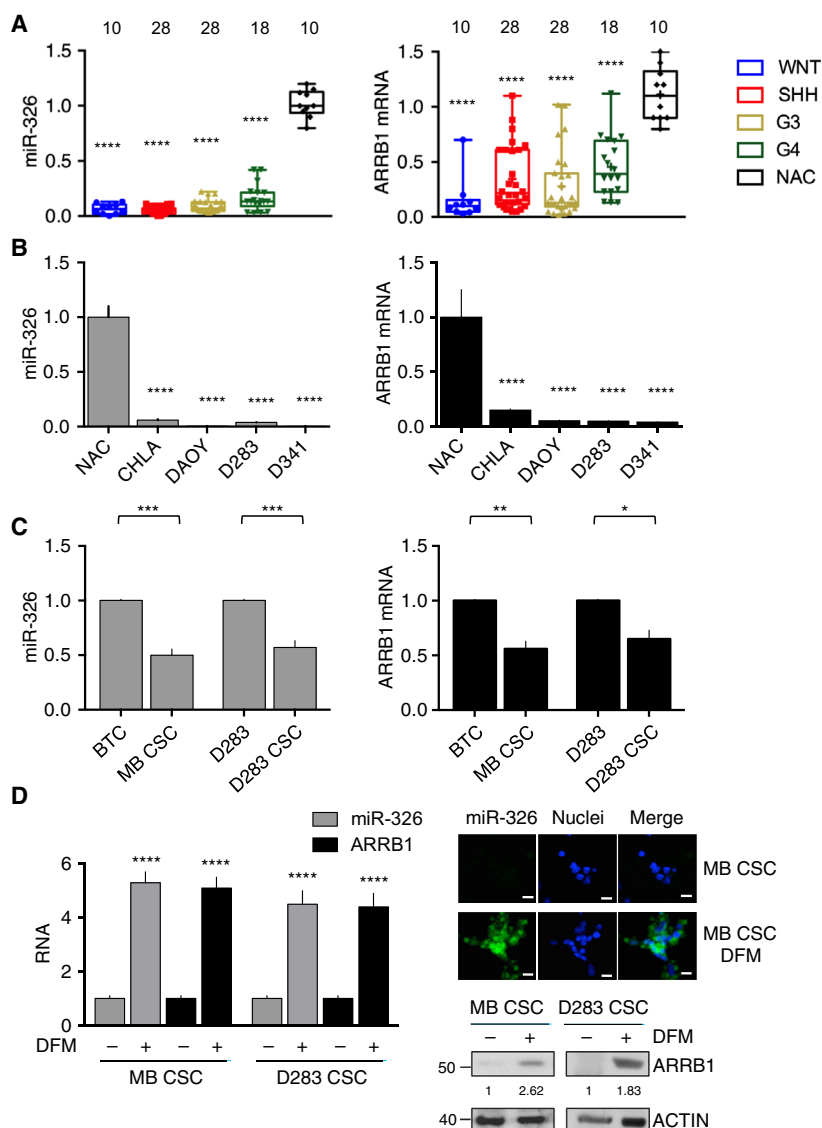 A
10 28 28 18 10
miR-326
1.5
1.0
0.5
0.0
**** **** **** ****
10 28 28 18 10
ARRB1 mRNA
1.5
1.0
0.5
0.0
**** **** **** ****
WNT
SHH
G3
G4
NAC
B
miR-326
1.5
1.0
0.5
0.0
**** **** **** ****
NAC CHLA DAOY D283 D341
ARRB1 mRNA
1.5
1.0
0.5
0.0
**** **** **** ****
NAC CHLA DAOY D283 D341
C
*** ***
miR-326
1.5
1.0
0.5
0.0
BTC MB CSC D283 D283 CSC
** *
ARRB1 mRNA
1.5
1.0
0.5
0.0
BTC MB CSC D283 D283 CSC
D
miR-326
ARRB1
RNA
6
4
2
0
**** **** **** ****
DFM − + − + − + − +
MB CSC D283 CSC
miR-326 Nuclei Merge
MB CSC
MB CSC
DFM
MB CSC D283 CSC
− + − + DFM
50 ARRB1
1 2.62 1 1.83
40 ACTIN